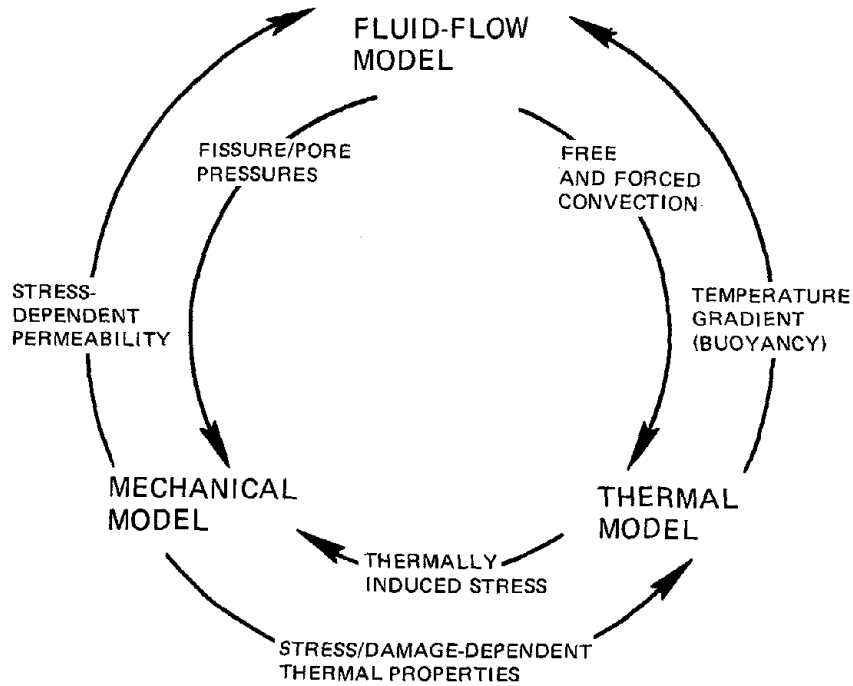 FLUID-FLOW
MODEL
FISSURE/PORE
PRESSURES
FREE
AND FORCED
CONVECTION
STRESS-
DEPENDENT
PERMEABILITY
TEMPERATURE
GRADIENT
(BUOYANCY)
MECHANICAL
MODEL
THERMAL
MODEL
THERMALLY
INDUCED STRESS
STRESS/DAMAGE-DEPENDENT
THERMAL PROPERTIES